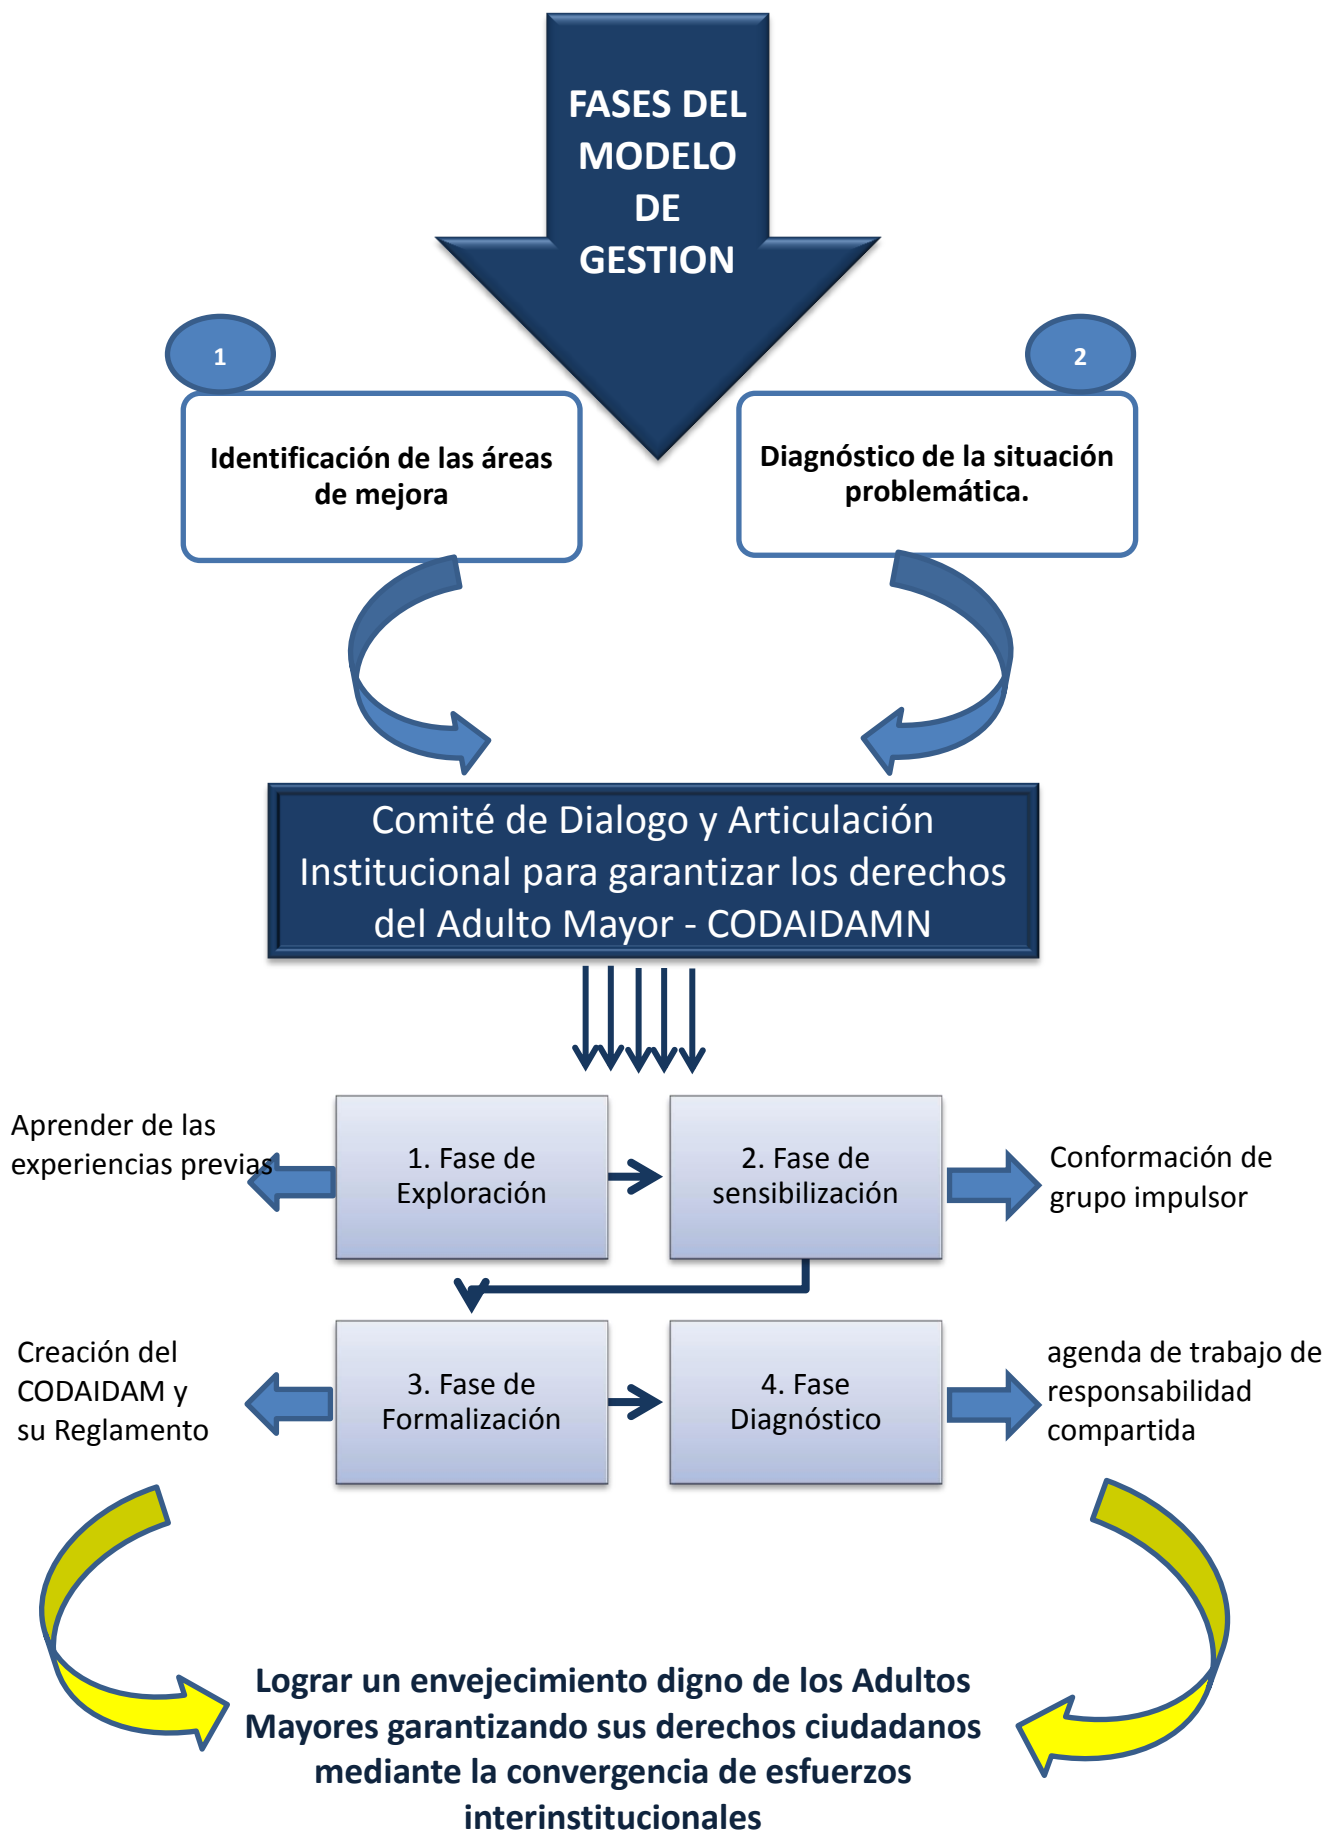 FASES DEL
MODELO
DE
GESTION
1
2
Identificación de las áreas
de mejora
Diagnóstico de la situación
problemática.
Comité de Dialogo y Articulación
Institucional para garantizar los derechos
del Adulto Mayor - CODAIDAMN
Aprender de las
experiencias previas
1. Fase de
Exploración
2. Fase de
sensibilización
Conformación de
grupo impulsor
Creación del
CODAIDAM y
su Reglamento
3. Fase de
Formalización
4. Fase
Diagnóstico
agenda de trabajo de
responsabilidad
compartida
Lograr un envejecimiento digno de los Adultos
Mayores garantizando sus derechos ciudadanos
mediante la convergencia de esfuerzos
interinstitucionales